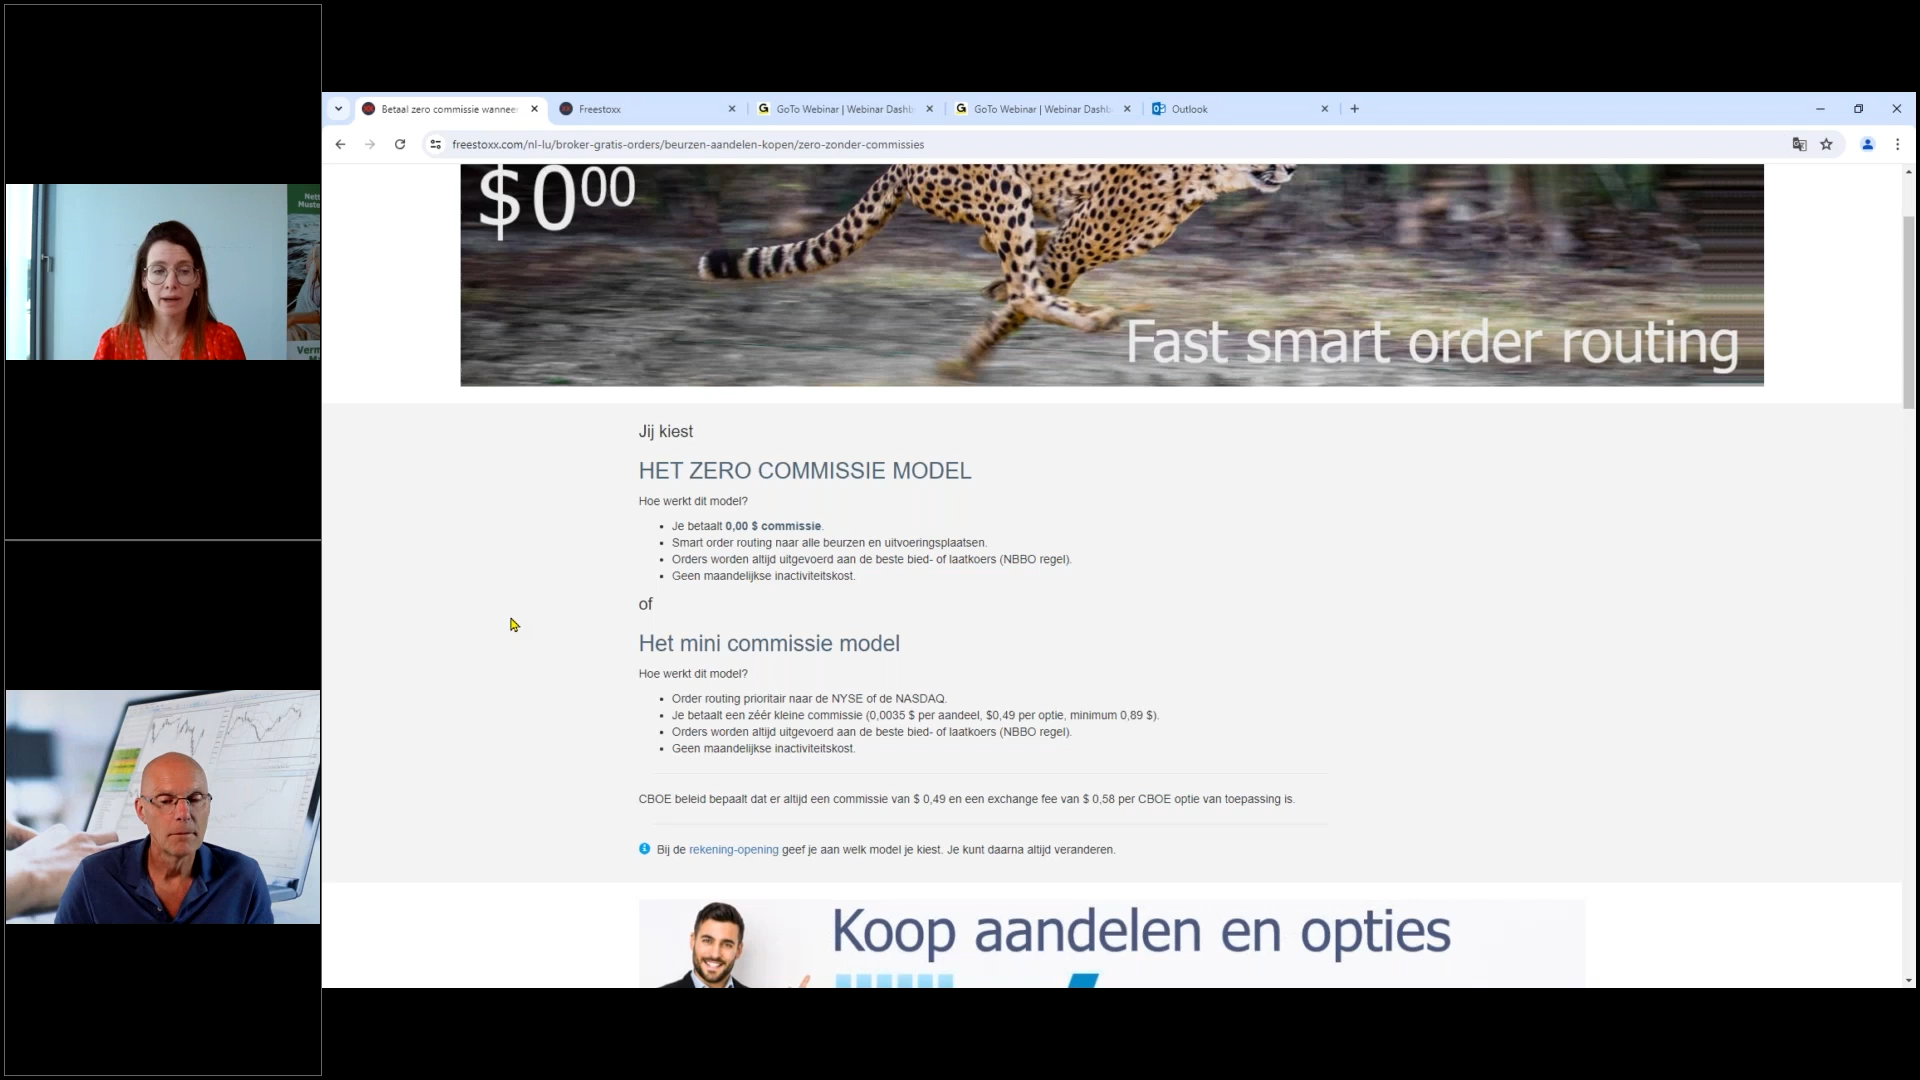 Nett
Muste
Betaal zero commissie wannee
Freestoxx
GoTo Webinar | Webinar Dashb
GoTo Webinar | Webinar Dashb
Outlook
freestoxx.com/nl-lu/broker-gratis-orders/beurzen-aandelen-kopen/zero-zonder-commissies
$0⁰⁰
Fast smart order routing
Jij kiest
HET ZERO COMMISSIE MODEL
Hoe werkt dit model?
• Je betaalt 0,00 $ commissie.
• Smart order routing naar alle beurzen en uitvoeringsplaatsen.
• Orders worden altijd uitgevoerd aan de beste bied- of laatkoers (NBBO regel).
• Geen maandelijkse inactiviteitskost.
of
Het mini commissie model
Hoe werkt dit model?
• Order routing prioritair naar de NYSE of de NASDAQ.
• Je betaalt een zéér kleine commissie (0,0035 $ per aandeel, $0,49 per optie, minimum 0,89 $).
• Orders worden altijd uitgevoerd aan de beste bied- of laatkoers (NBBO regel).
• Geen maandelijkse inactiviteitskost.
CBOE beleid bepaalt dat er altijd een commissie van $ 0,49 en een exchange fee van $ 0,58 per CBOE optie van toepassing is.
Bij de rekening-opening geef je aan welk model je kiest. Je kunt daarna altijd veranderen.
Koop aandelen en opties